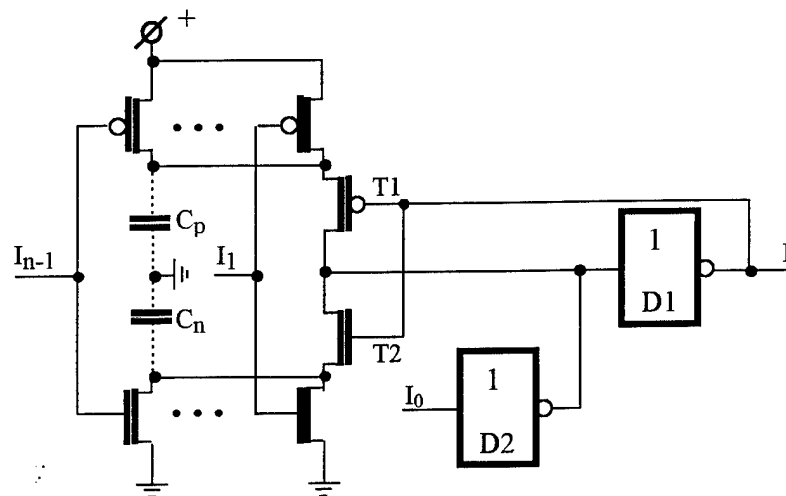 +
• • •
T1
C_p
I_{n-1}
I_1
1
D1
I
C_n
T2
• • •
I_0
1
D2